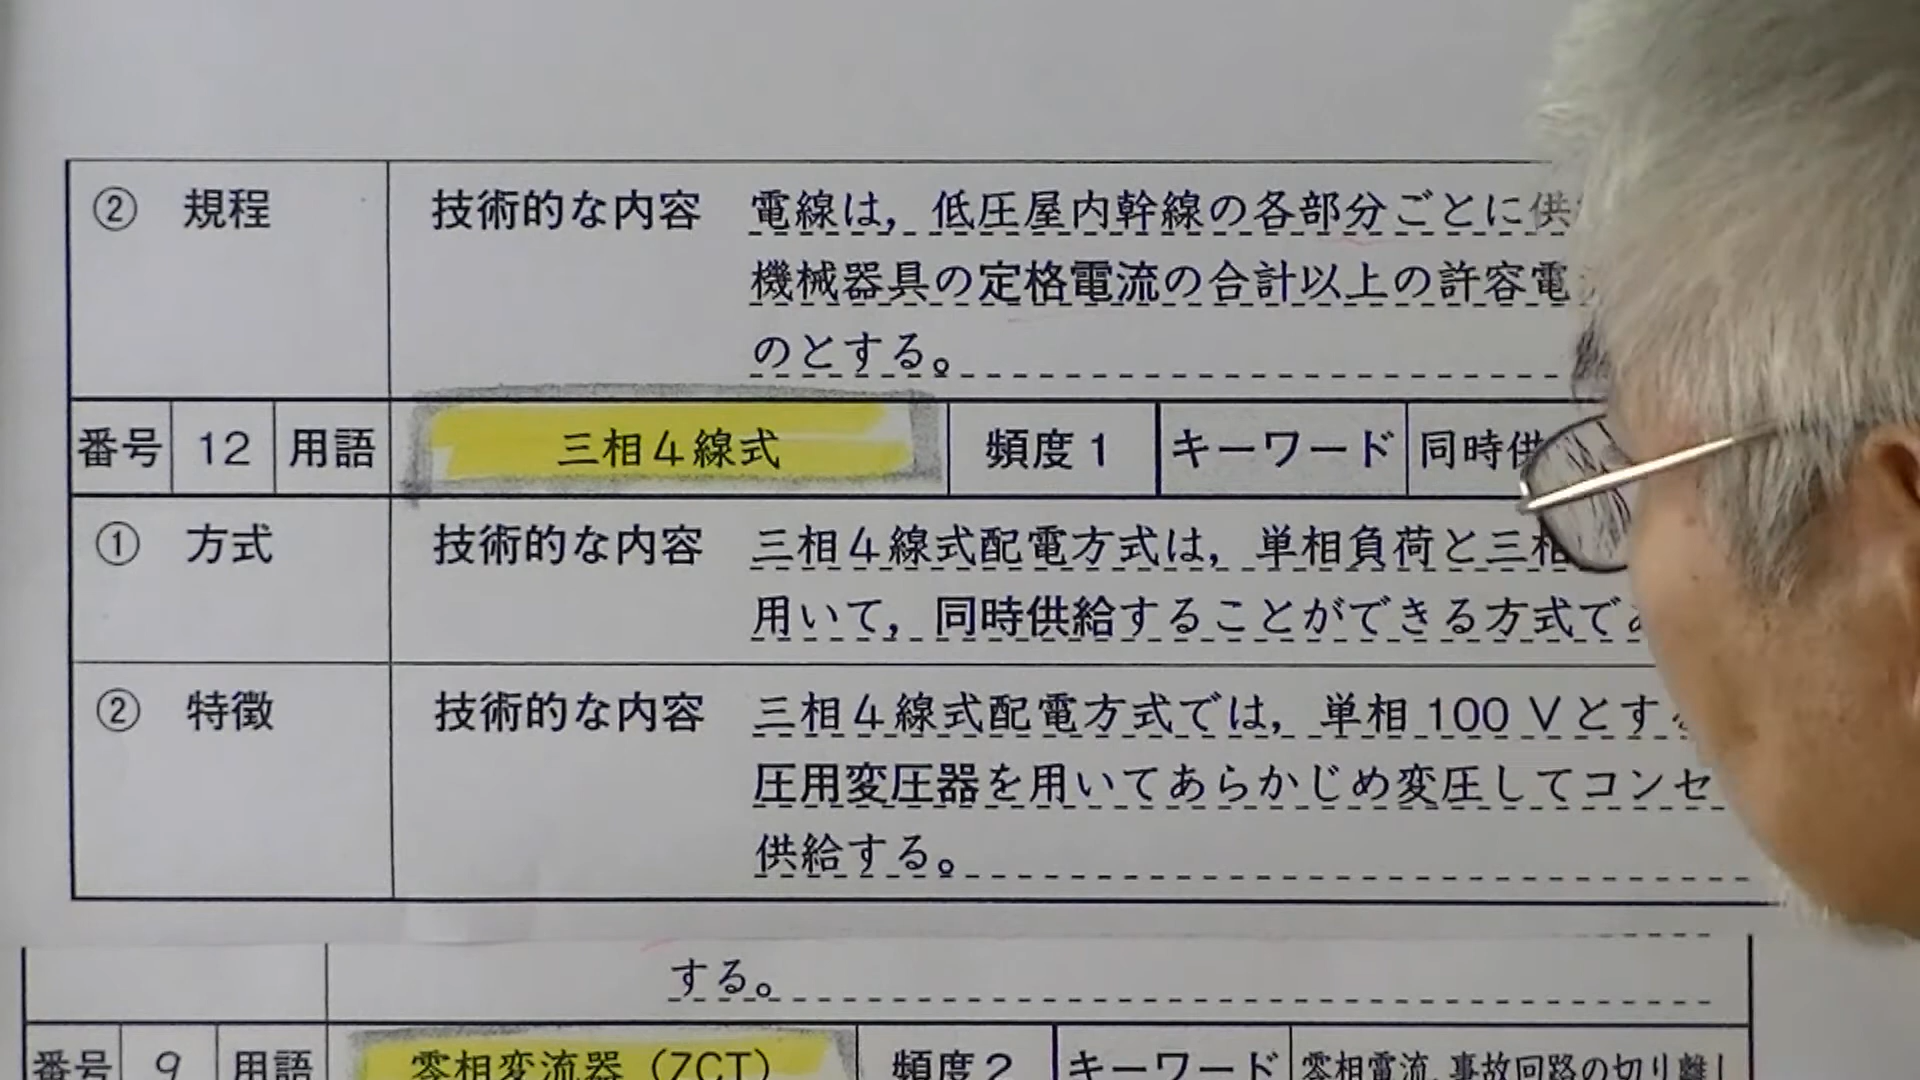 ② 規程 技術的な内容 電線は，低圧屋内幹線の各部分ごとに供
機械器具の定格電流の合計以上の許容電
のとする。
番号 12 用語 三相４線式 頻度１ キーワード 同時供
① 方式 技術的な内容 三相４線式配電方式は，単相負荷と三相
用いて，同時供給することができる方式で
② 特徴 技術的な内容 三相４線式配電方式では，単相 100 V とす
圧用変圧器を用いてあらかじめ変圧してコンセ
供給する。
する。
番号 9 用語 零相変流器（ZCT） 頻度２ キーワード 零相電流，事故回路の切り離し